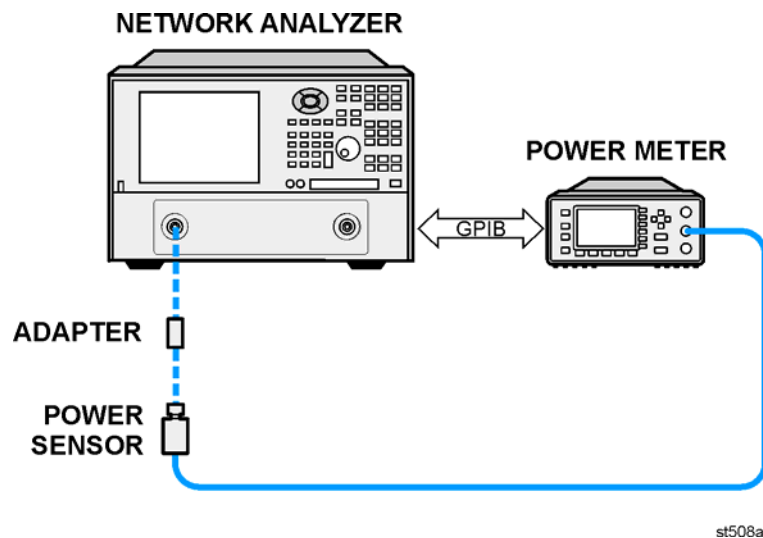 NETWORK ANALYZER
POWER METER
GPIB
ADAPTER
POWER
SENSOR
st508a